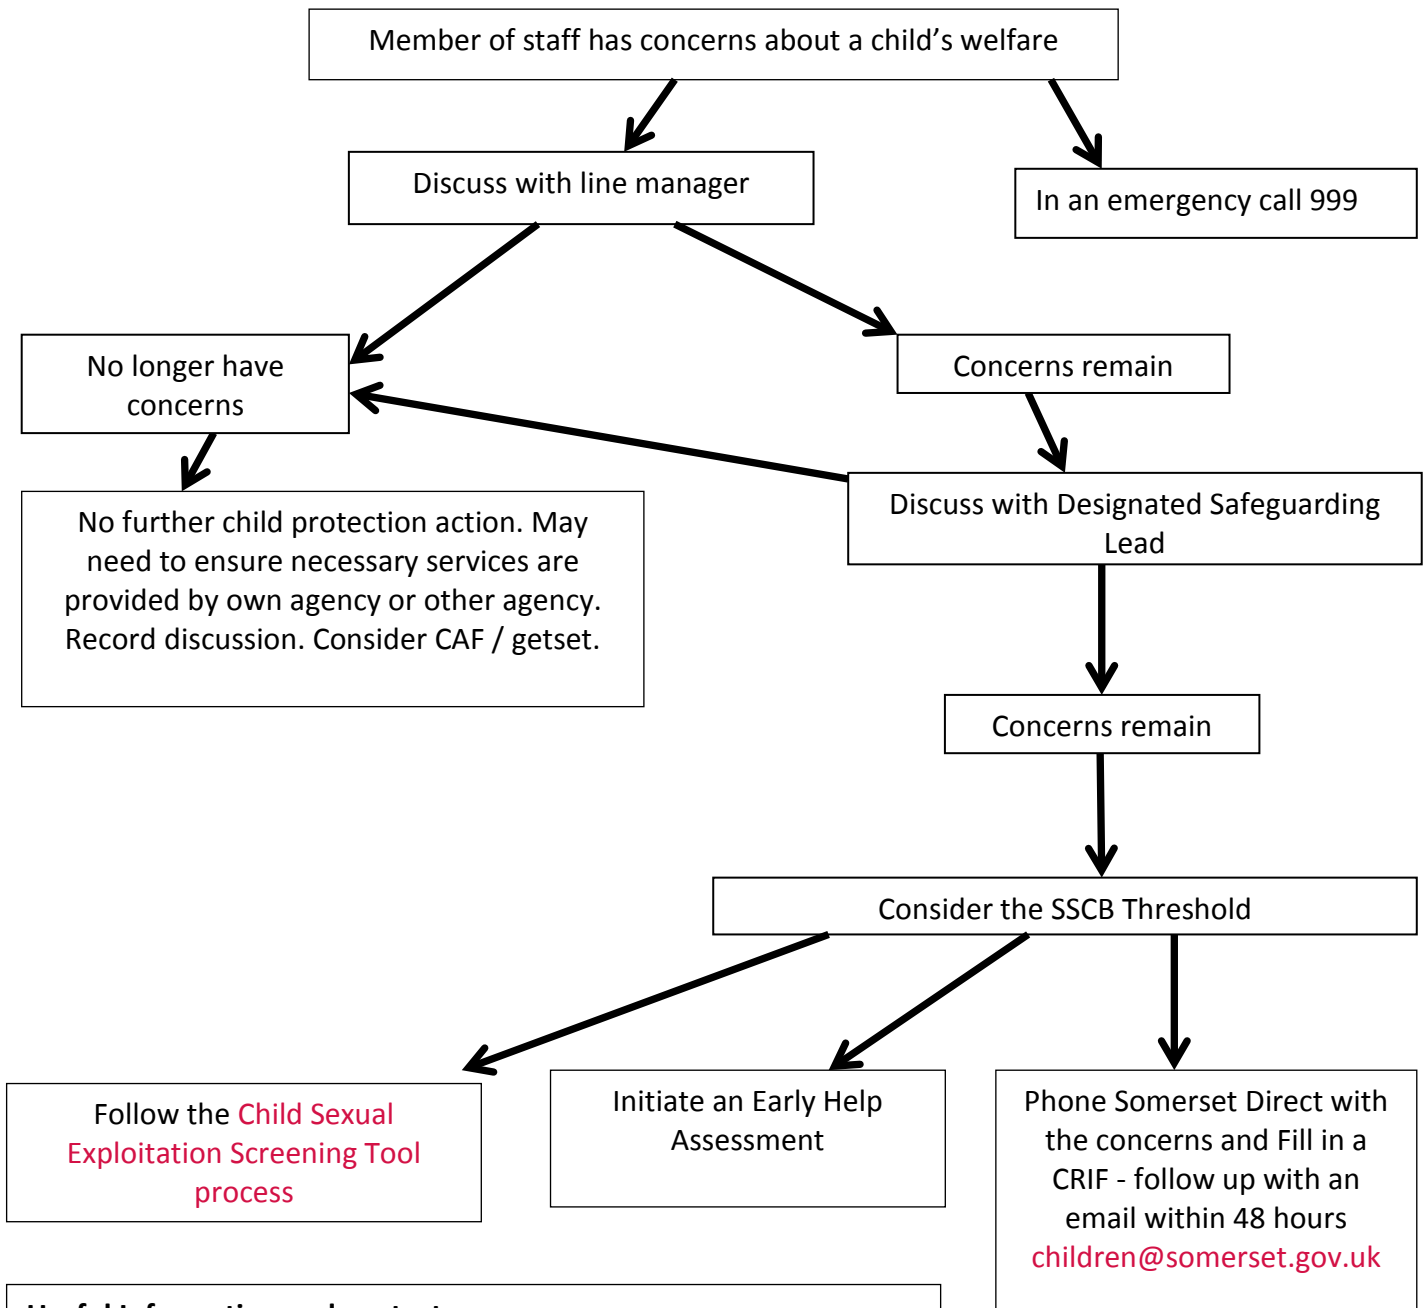 Member of staff has concerns about a child’s welfare
Discuss with line manager
In an emergency call 999
No longer have
concerns
Concerns remain
No further child protection action. May
need to ensure necessary services are
provided by own agency or other agency.
Record discussion. Consider CAF / getset.
Discuss with Designated Safeguarding
Lead
Concerns remain
Consider the SSCB Threshold
Follow the Child Sexual
Exploitation Screening Tool
process
Initiate an Early Help
Assessment
Phone Somerset Direct with
the concerns and Fill in a
CRIF - follow up with an
email within 48 hours
children@somerset.gov.uk